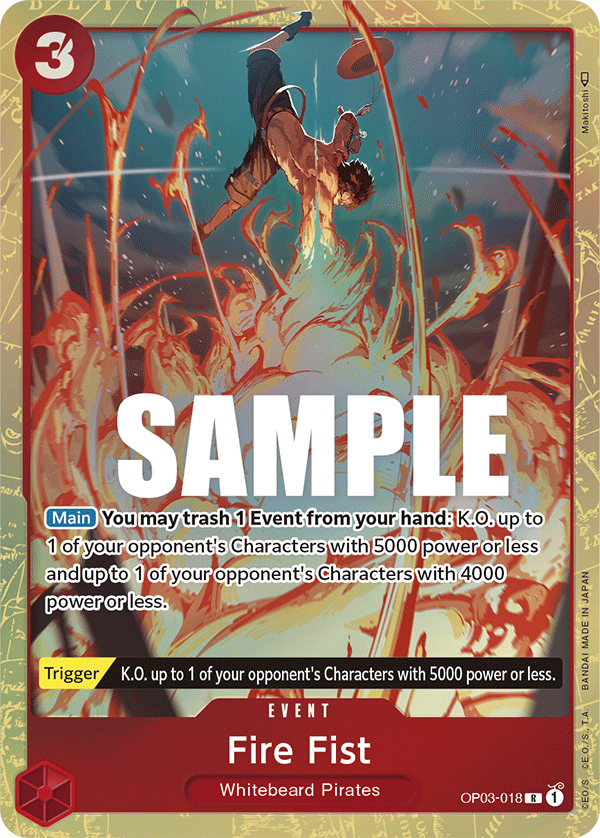 3
Makitoshi
SAMPLE
Main You may trash 1 Event from your hand: K.O. up to
1 of your opponent's Characters with 5000 power or less
and up to 1 of your opponent's Characters with 4000
power or less.
Trigger K.O. up to 1 of your opponent's Characters with 5000 power or less.
EVENT
Fire Fist
Whitebeard Pirates
OP03-018 R 1
©EO/S ©E.O./S, T.A. BANDAI MADE IN JAPAN